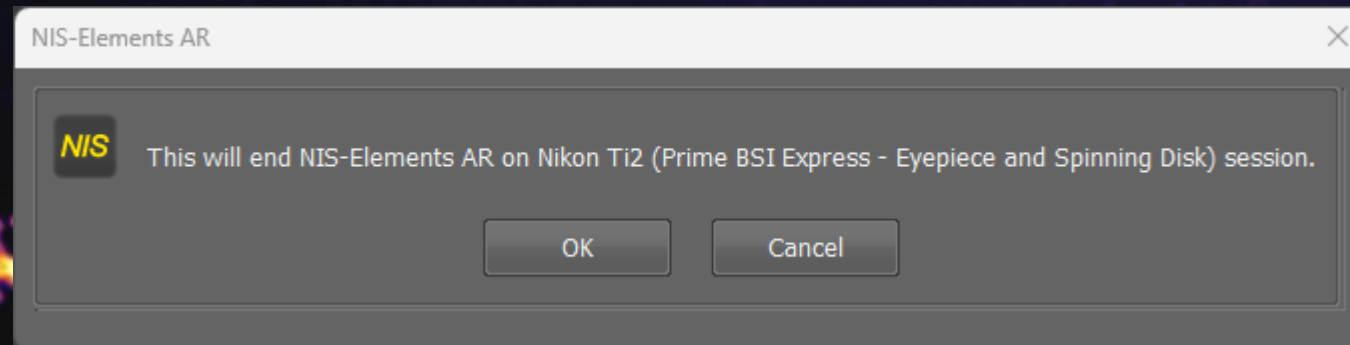 NIS-Elements AR
NIS
This will end NIS-Elements AR on Nikon Ti2 (Prime BSI Express - Eyepiece and Spinning Disk) session.
OK Cancel